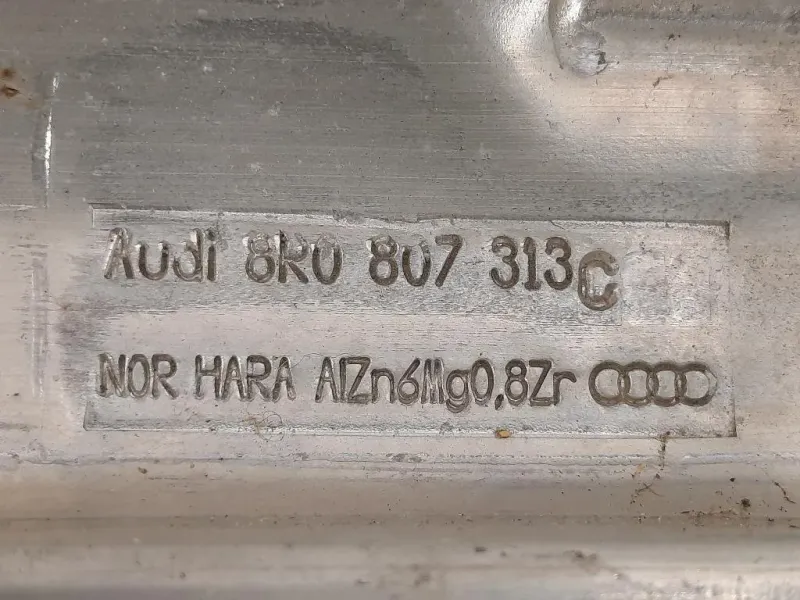 Audi 8R0 807 313C
NOR HARA AlZn6Mg0,8Zr